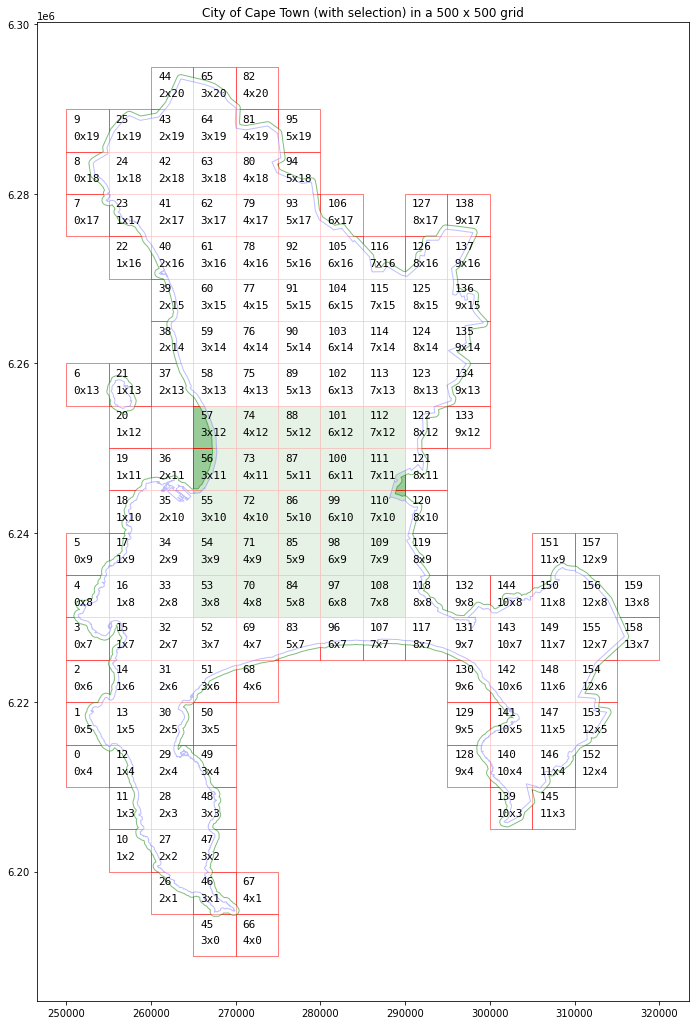 City of Cape Town (with selection) in a 500 x 500 grid
1e6
6.30
44 65 82
2x20 3x20 4x20
9 25 43 64 81 95
0x19 1x19 2x19 3x19 4x19 5x19
8 24 42 63 80 94
0x18 1x18 2x18 3x18 4x18 5x18
6.28
7 23 41 62 79 93 106 127 138
0x17 1x17 2x17 3x17 4x17 5x17 6x17 8x17 9x17
22 40 61 78 92 105 116 126 137
1x16 2x16 3x16 4x16 5x16 6x16 7x16 8x16 9x16
39 60 77 91 104 115 125 136
2x15 3x15 4x15 5x15 6x15 7x15 8x15 9x15
38 59 76 90 103 114 124 135
2x14 3x14 4x14 5x14 6x14 7x14 8x14 9x14
6.26
6 21 37 58 75 89 102 113 123 134
0x13 1x13 2x13 3x13 4x13 5x13 6x13 7x13 8x13 9x13
20 57 74 88 101 112 122 133
1x12 3x12 4x12 5x12 6x12 7x12 8x12 9x12
19 36 56 73 87 100 111 121
1x11 2x11 3x11 4x11 5x11 6x11 7x11 8x11
18 35 55 72 86 99 110 120
1x10 2x10 3x10 4x10 5x10 6x10 7x10 8x10
6.24
5 17 34 54 71 85 98 109 119 151 157
0x9 1x9 2x9 3x9 4x9 5x9 6x9 7x9 8x9 11x9 12x9
4 16 33 53 70 84 97 108 118 132 144 150 156 159
0x8 1x8 2x8 3x8 4x8 5x8 6x8 7x8 8x8 9x8 10x8 11x8 12x8 13x8
3 15 32 52 69 83 96 107 117 131 143 149 155 158
0x7 1x7 2x7 3x7 4x7 5x7 6x7 7x7 8x7 9x7 10x7 11x7 12x7 13x7
2 14 31 51 68 130 142 148 154
0x6 1x6 2x6 3x6 4x6 9x6 10x6 11x6 12x6
6.22
1 13 30 50 129 141 147 153
0x5 1x5 2x5 3x5 9x5 10x5 11x5 12x5
0 12 29 49 128 140 146 152
0x4 1x4 2x4 3x4 9x4 10x4 11x4 12x4
11 28 48 139 145
1x3 2x3 3x3 10x3 11x3
10 27 47
1x2 2x2 3x2
6.20
26 46 67
2x1 3x1 4x1
45 66
3x0 4x0
250000 260000 270000 280000 290000 300000 310000 320000